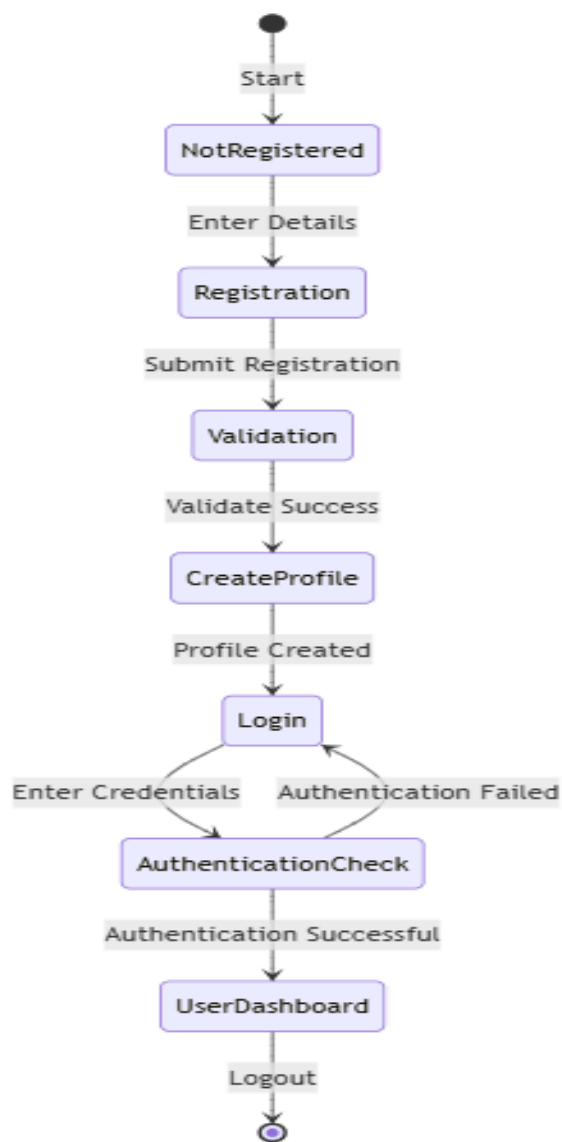 Start
NotRegistered
Enter Details
Registration
Submit Registration
Validation
Validate Success
CreateProfile
Profile Created
Login
Enter Credentials
Authentication Failed
AuthenticationCheck
Authentication Successful
UserDashboard
Logout